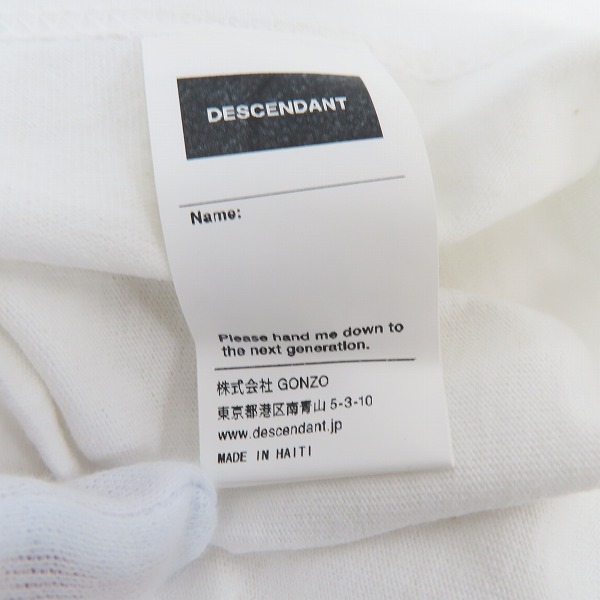 DESCENDANT
Name:
Please hand me down to
the next generation.
株式会社 GONZO
東京都港区南青山 5-3-10
www.descendant.jp
MADE IN HAITI